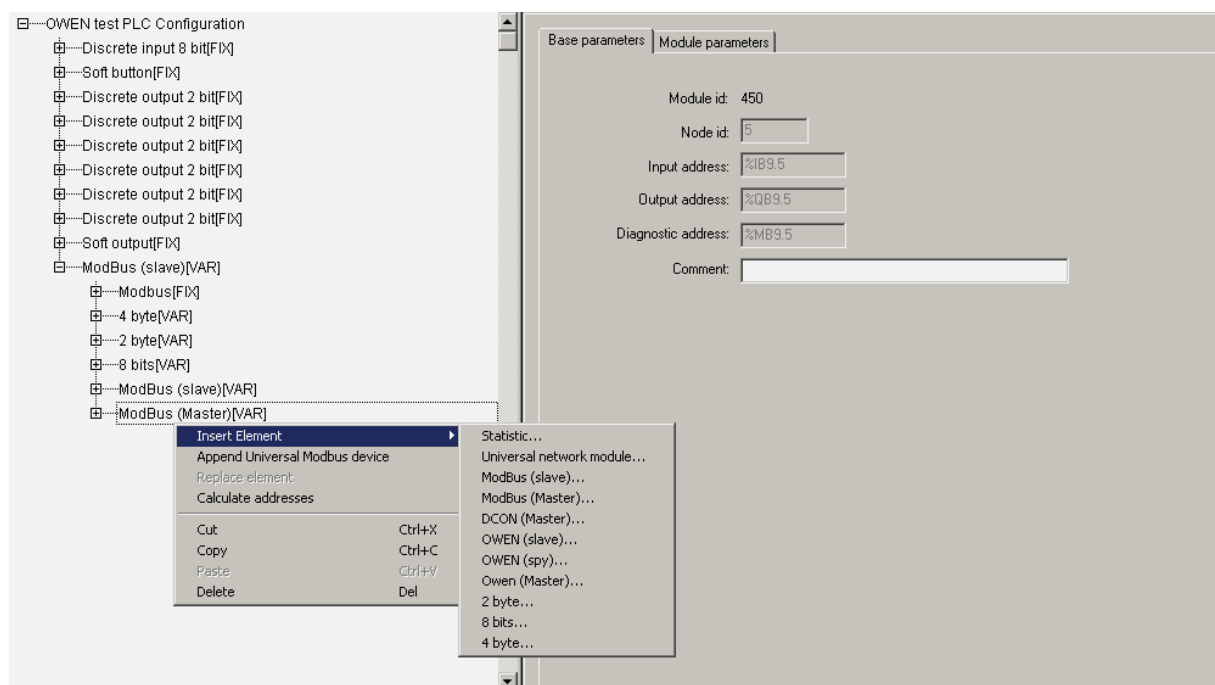 OWEN test PLC Configuration
Discrete input 8 bit[FIX]
Soft button[FIX]
Discrete output 2 bit[FIX]
Discrete output 2 bit[FIX]
Discrete output 2 bit[FIX]
Discrete output 2 bit[FIX]
Discrete output 2 bit[FIX]
Discrete output 2 bit[FIX]
Soft output[FIX]
ModBus (slave)[VAR]
Modbus[FIX]
4 byte[VAR]
2 byte[VAR]
8 bits[VAR]
ModBus (slave)[VAR]
ModBus (Master)[VAR]
Insert Element
Append Universal Modbus device
Replace element
Calculate addresses
Cut Ctrl+X
Copy Ctrl+C
Paste Ctrl+V
Delete Del
Statistic...
Universal network module...
ModBus (slave)...
ModBus (Master)...
DCON (Master)...
OWEN (slave)...
OWEN (spy)...
Owen (Master)...
2 byte...
8 bits...
4 byte...
Base parameters Module parameters
Module id: 450
Node id: 5
Input address: %IB9.5
Output address: %QB9.5
Diagnostic address: %MB9.5
Comment: